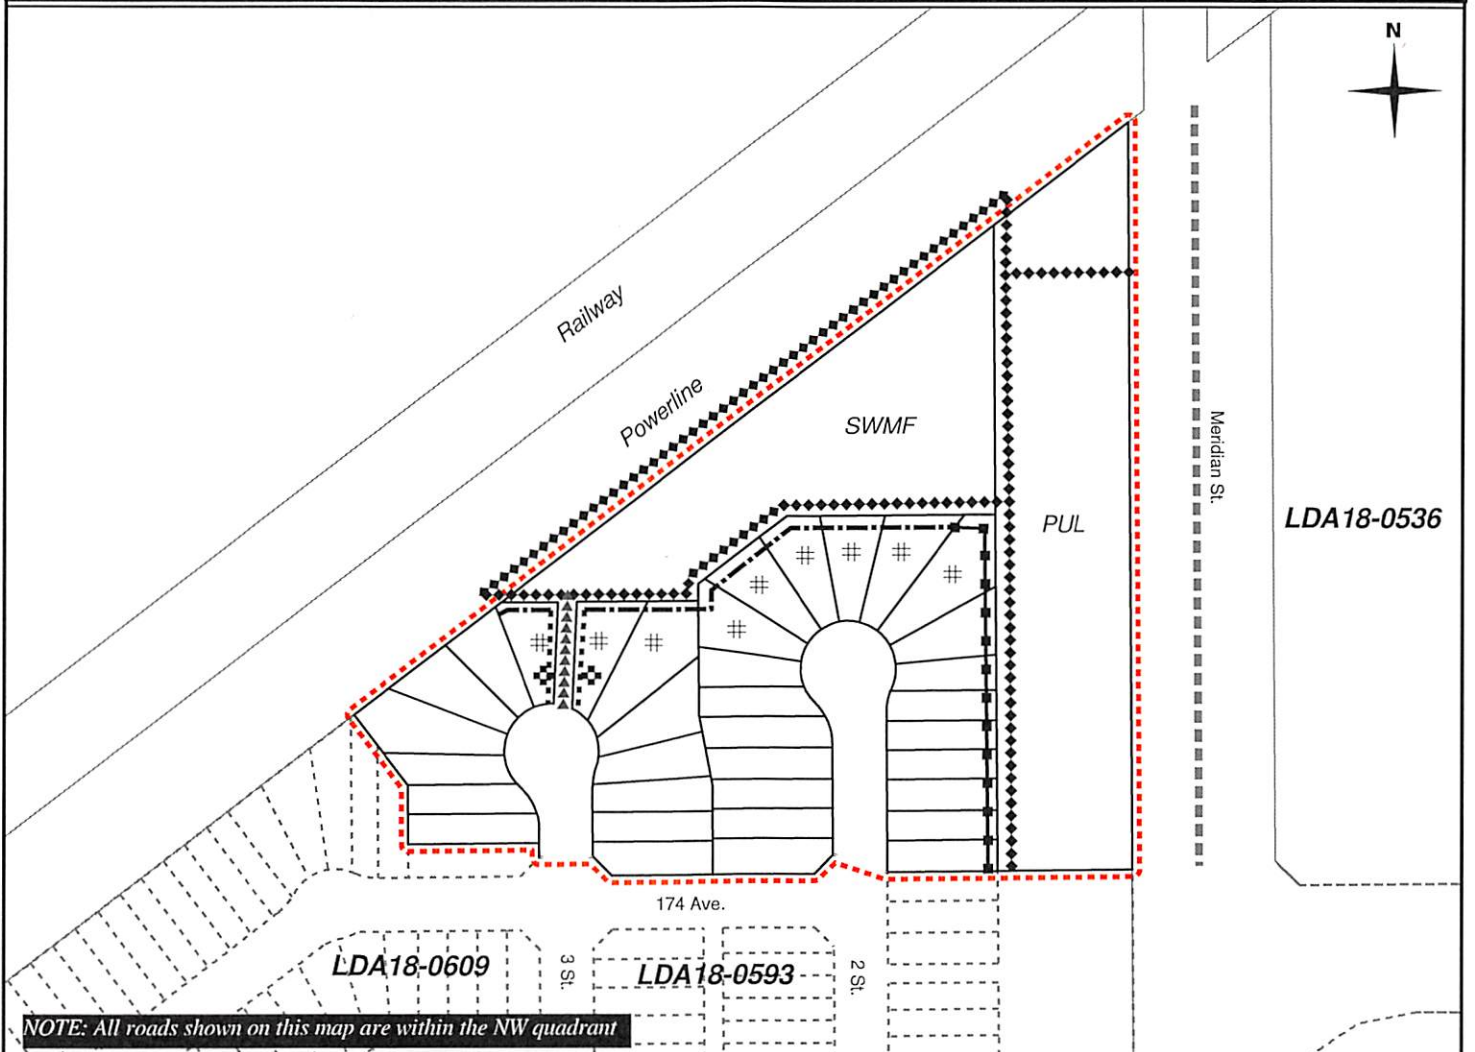 N
Railway
Powerline
SWMF
Meridian St.
PUL
LDA18-0536
174 Ave.
LDA18-0609
3 St.
LDA18-0593
2 St.
NOTE: All roads shown on this map are within the NW quadrant